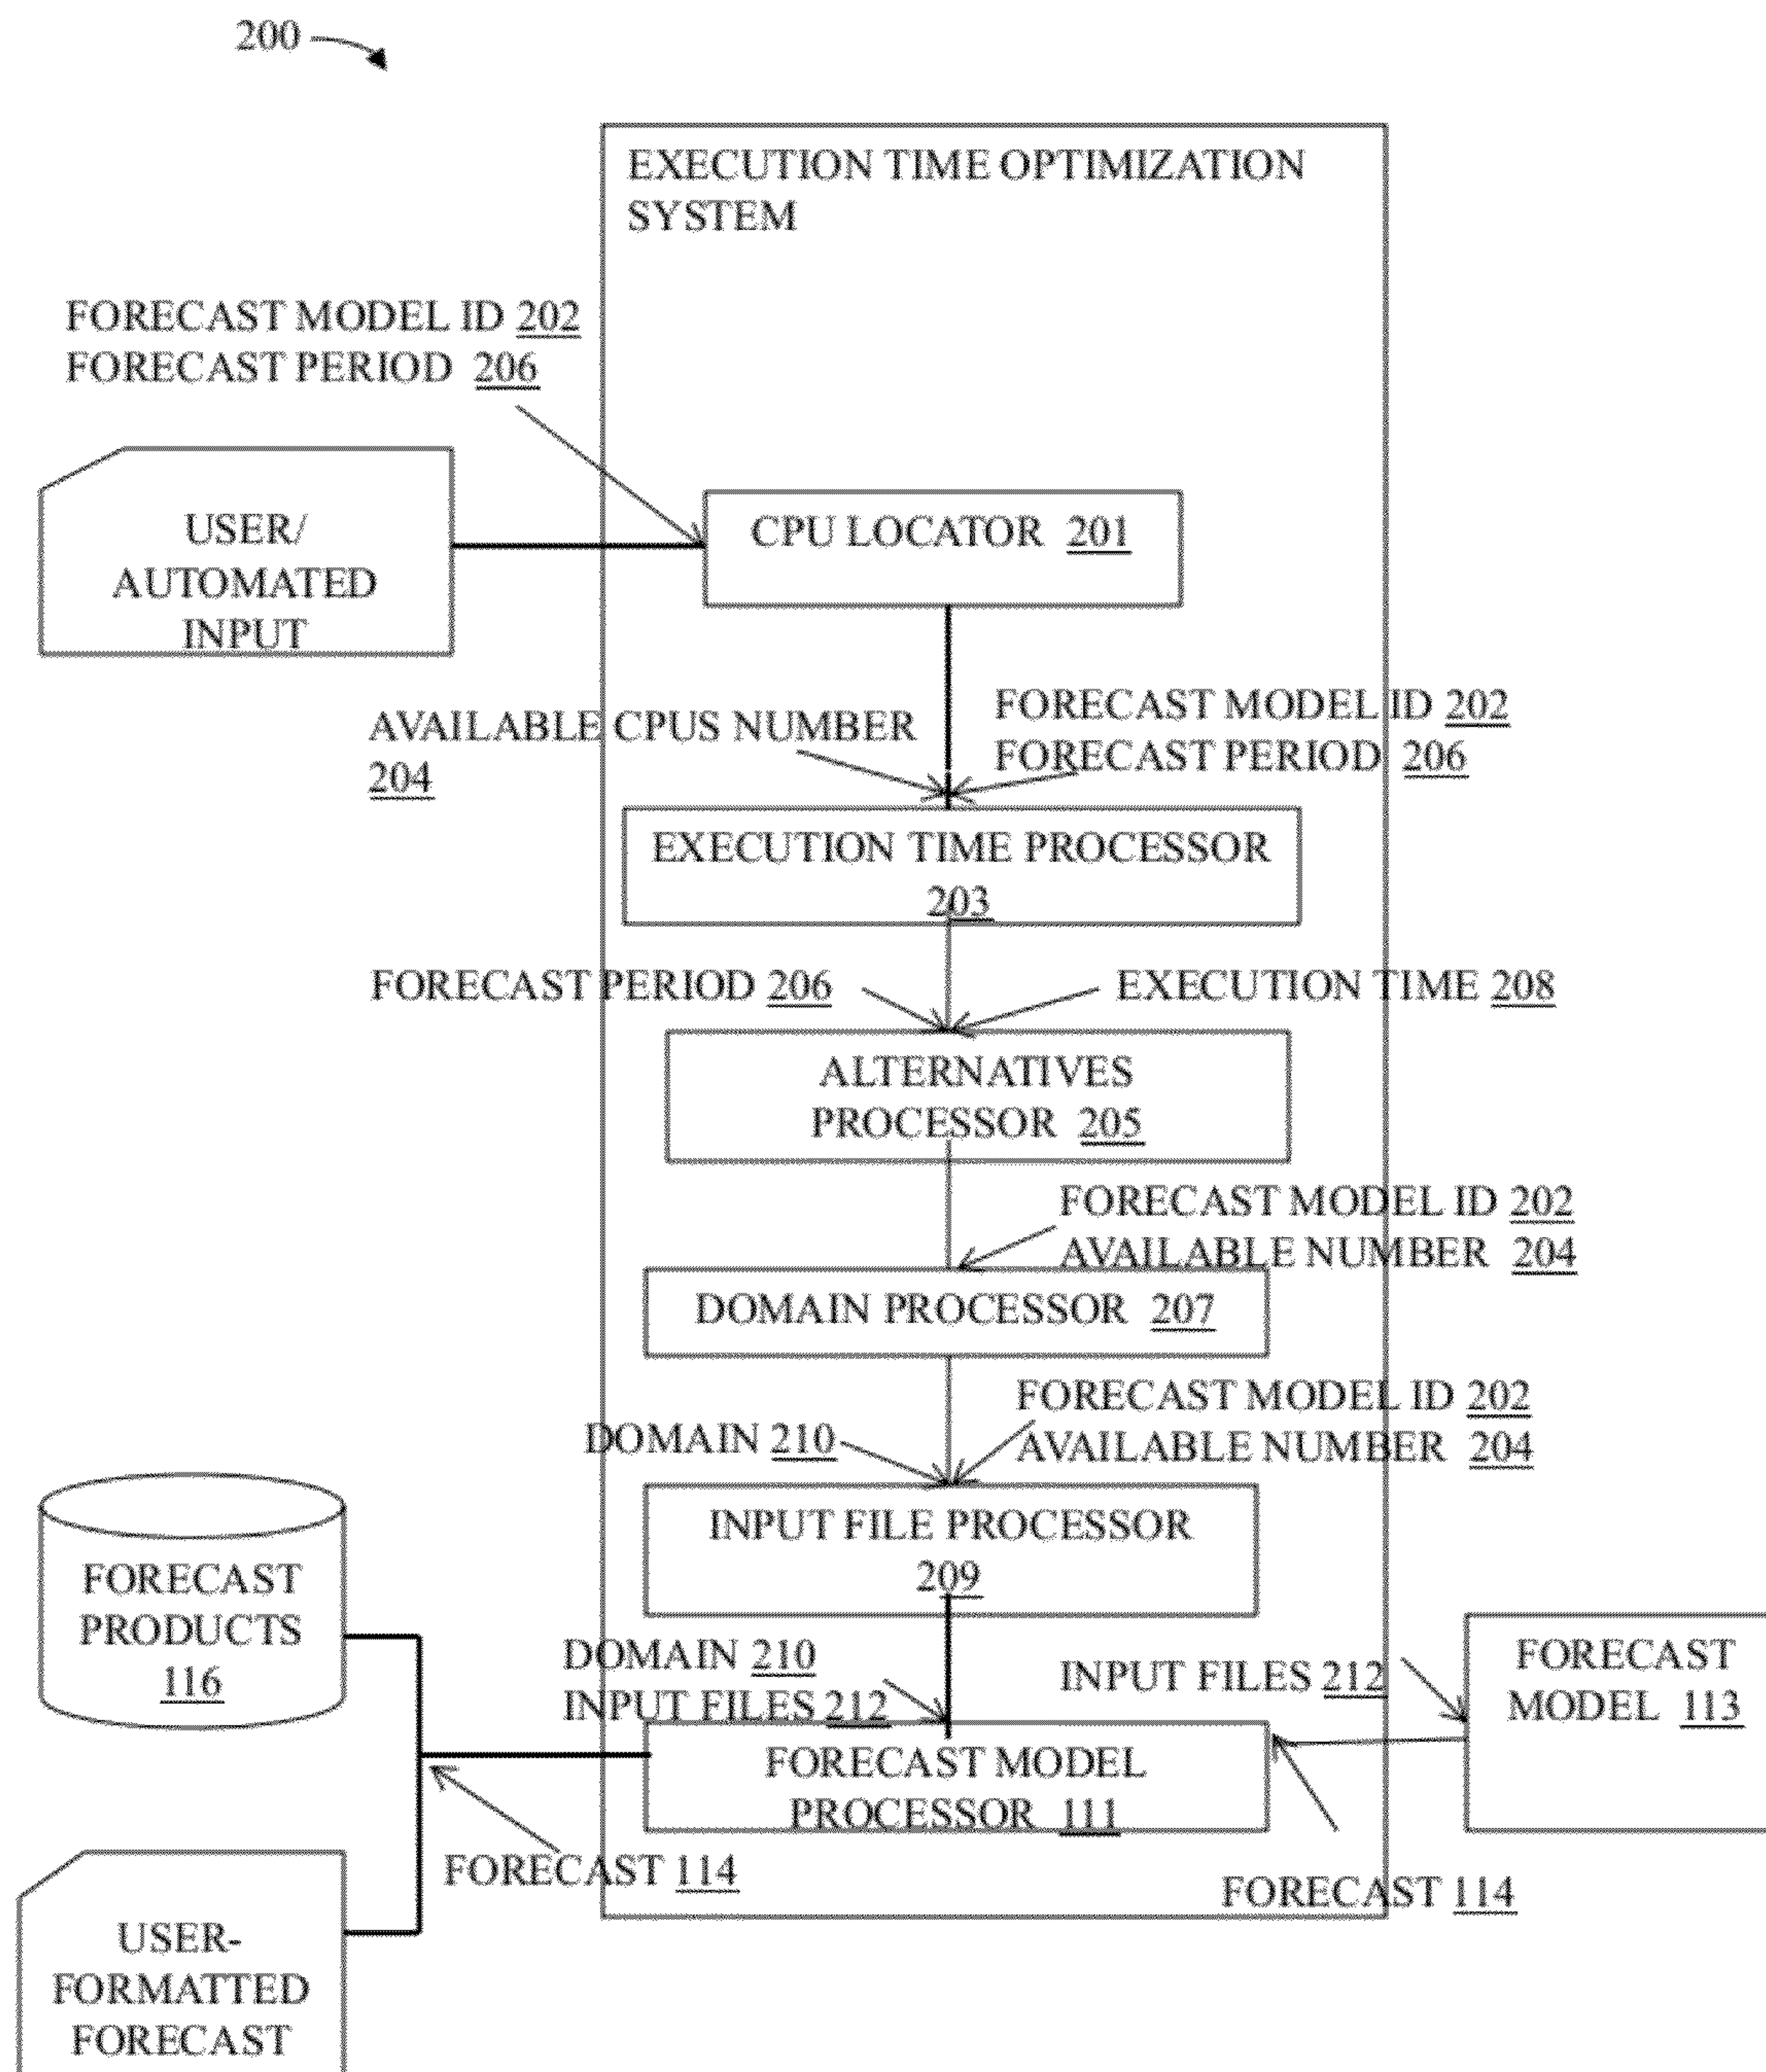 200
EXECUTION TIME OPTIMIZATION
SYSTEM
FORECAST MODEL ID 202
FORECAST PERIOD 206
USER/
AUTOMATED
INPUT
CPU LOCATOR 201
AVAILABLE CPUS NUMBER
204
FORECAST MODEL ID 202
FORECAST PERIOD 206
EXECUTION TIME PROCESSOR
203
FORECAST PERIOD 206
EXECUTION TIME 208
ALTERNATIVES
PROCESSOR 205
FORECAST MODEL ID 202
AVAILABLE NUMBER 204
DOMAIN PROCESSOR 207
FORECAST MODEL ID 202
AVAILABLE NUMBER 204
DOMAIN 210
INPUT FILE PROCESSOR
209
FORECAST
PRODUCTS
116
DOMAIN 210
INPUT FILES 212
INPUT FILES 212
FORECAST
MODEL 113
FORECAST MODEL
PROCESSOR 111
FORECAST 114
FORECAST 114
USER-
FORMATTED
FORECAST